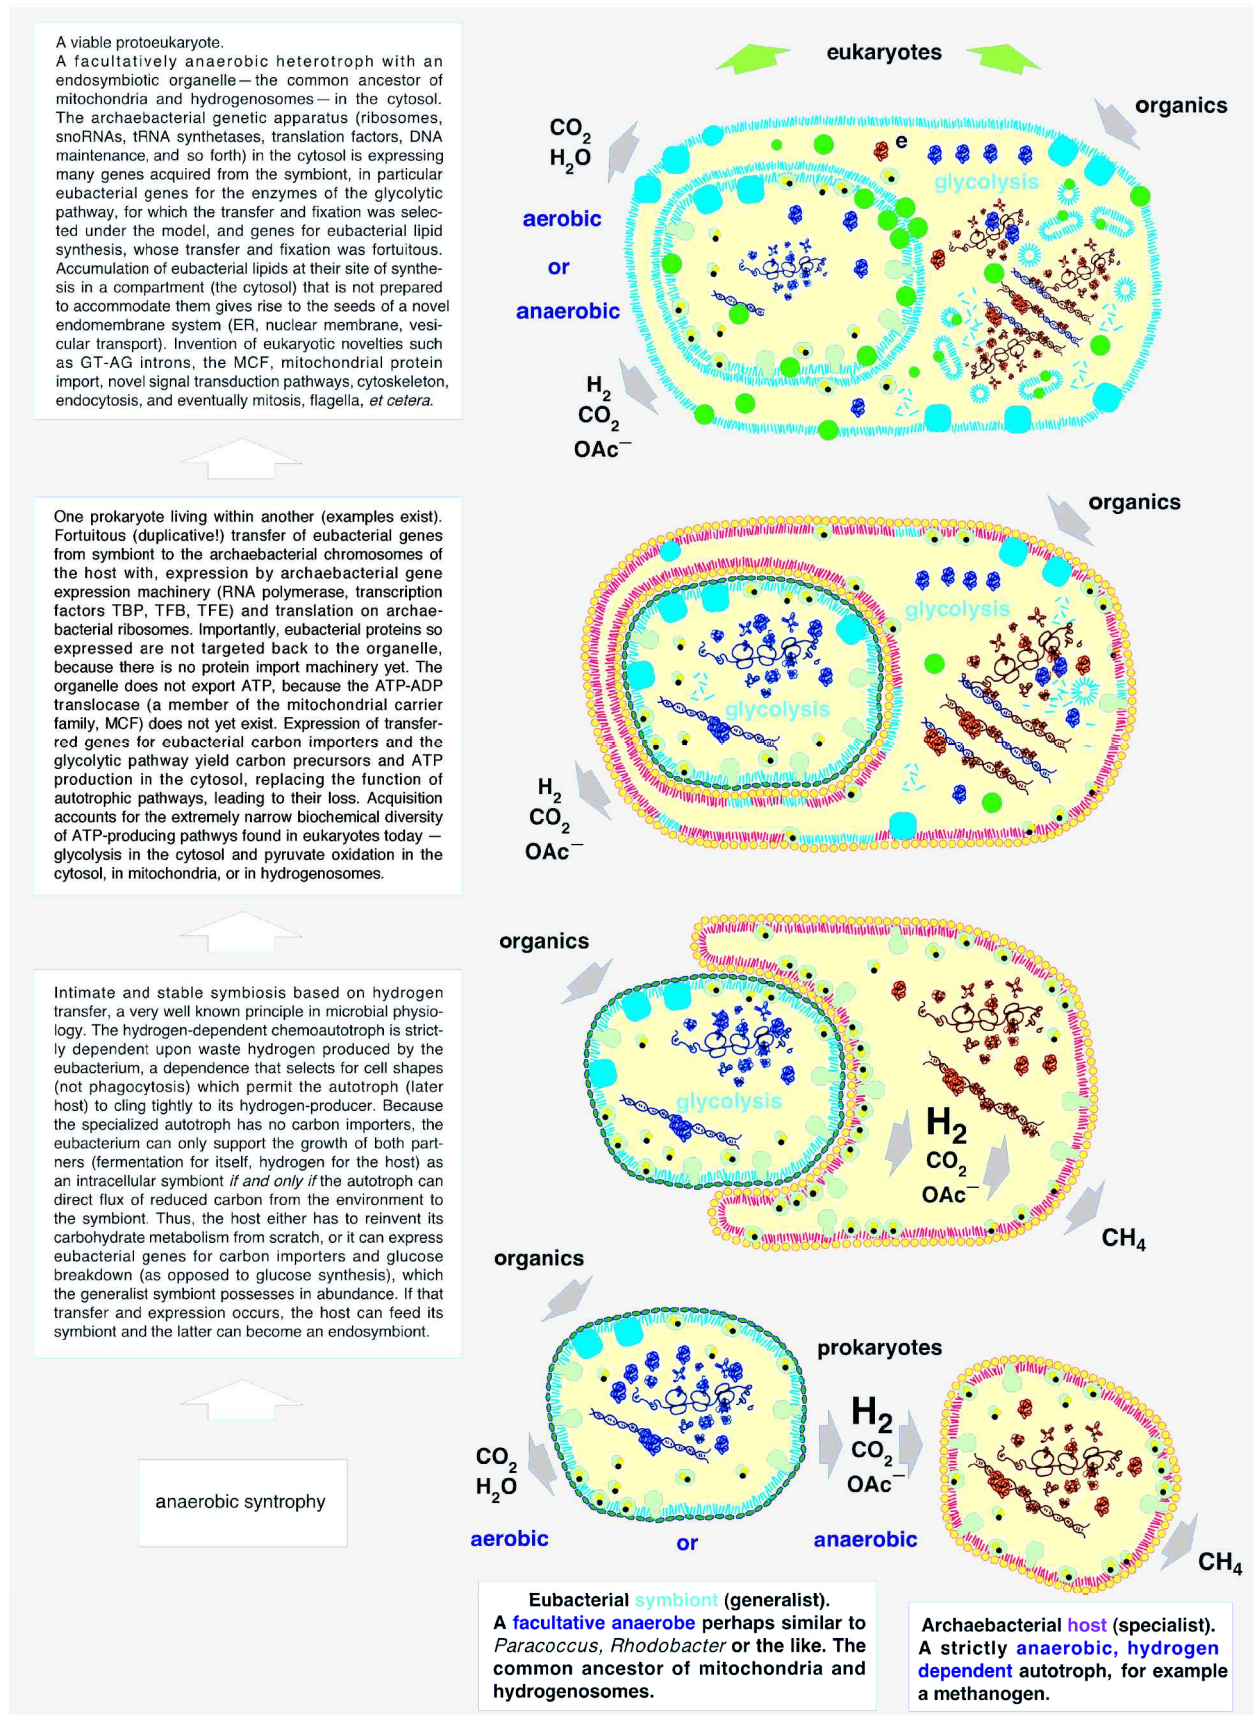 A viable protoeukaryote.
A facultatively anaerobic heterotroph with an
endosymbiotic organelle — the common ancestor of
mitochondria and hydrogenosomes — in the cytosol.
The archaebacterial genetic apparatus (ribosomes,
snoRNAs, tRNA synthetases, translation factors, DNA
maintenance, and so forth) in the cytosol is expressing
many genes acquired from the symbiont, in particular
eubacterial genes for the enzymes of the glycolytic
pathway, for which the transfer and fixation was selec-
ted under the model, and genes for eubacterial lipid
synthesis, whose transfer and fixation was fortuitous.
Accumulation of eubacterial lipids at their site of synthe-
sis in a compartment (the cytosol) that is not prepared
to accommodate them gives rise to the seeds of a novel
endomembrane system (ER, nuclear membrane, vesi-
cular transport). Invention of eukaryotic novelties such
as GT-AG introns, the MCF, mitochondrial protein
import, novel signal transduction pathways, cytoskeleton,
endocytosis, and eventually mitosis, flagella, et cetera.
eukaryotes
organics
CO2
H2O
e
glycolysis
aerobic
or
anaerobic
H2
CO2
OAc−
One prokaryote living within another (examples exist).
Fortuitous (duplicative!) transfer of eubacterial genes
from symbiont to the archaebacterial chromosomes of
the host with, expression by archaebacterial gene
expression machinery (RNA polymerase, transcription
factors TBP, TFB, TFE) and translation on archae-
bacterial ribosomes. Importantly, eubacterial proteins so
expressed are not targeted back to the organelle,
because there is no protein import machinery yet. The
organelle does not export ATP, because the ATP-ADP
translocase (a member of the mitochondrial carrier
family, MCF) does not yet exist. Expression of transfer-
red genes for eubacterial carbon importers and the
glycolytic pathway yield carbon precursors and ATP
production in the cytosol, replacing the function of
autotrophic pathways, leading to their loss. Acquisition
accounts for the extremely narrow biochemical diversity
of ATP-producing pathwys found in eukaryotes today —
glycolysis in the cytosol and pyruvate oxidation in the
cytosol, in mitochondria, or in hydrogenosomes.
organics
glycolysis
glycolysis
H2
CO2
OAc−
Intimate and stable symbiosis based on hydrogen
transfer, a very well known principle in microbial physio-
logy. The hydrogen-dependent chemoautotroph is strict-
ly dependent upon waste hydrogen produced by the
eubacterium, a dependence that selects for cell shapes
(not phagocytosis) which permit the autotroph (later
host) to cling tightly to its hydrogen-producer. Because
the specialized autotroph has no carbon importers, the
eubacterium can only support the growth of both part-
ners (fermentation for itself, hydrogen for the host) as
an intracellular symbiont if and only if the autotroph can
direct flux of reduced carbon from the environment to
the symbiont. Thus, the host either has to reinvent its
carbohydrate metabolism from scratch, or it can express
eubacterial genes for carbon importers and glucose
breakdown (as opposed to glucose synthesis), which
the generalist symbiont possesses in abundance. If that
transfer and expression occurs, the host can feed its
symbiont and the latter can become an endosymbiont.
organics
glycolysis
H2
CO2
OAc−
CH4
anaerobic syntrophy
organics
prokaryotes
CO2
H2O
H2
CO2
OAc−
aerobic
or
anaerobic
CH4
Eubacterial symbiont (generalist).
A facultative anaerobe perhaps similar to
Paracoccus, Rhodobacter or the like. The
common ancestor of mitochondria and
hydrogenosomes.
Archaebacterial host (specialist).
A strictly anaerobic, hydrogen
dependent autotroph, for example
a methanogen.